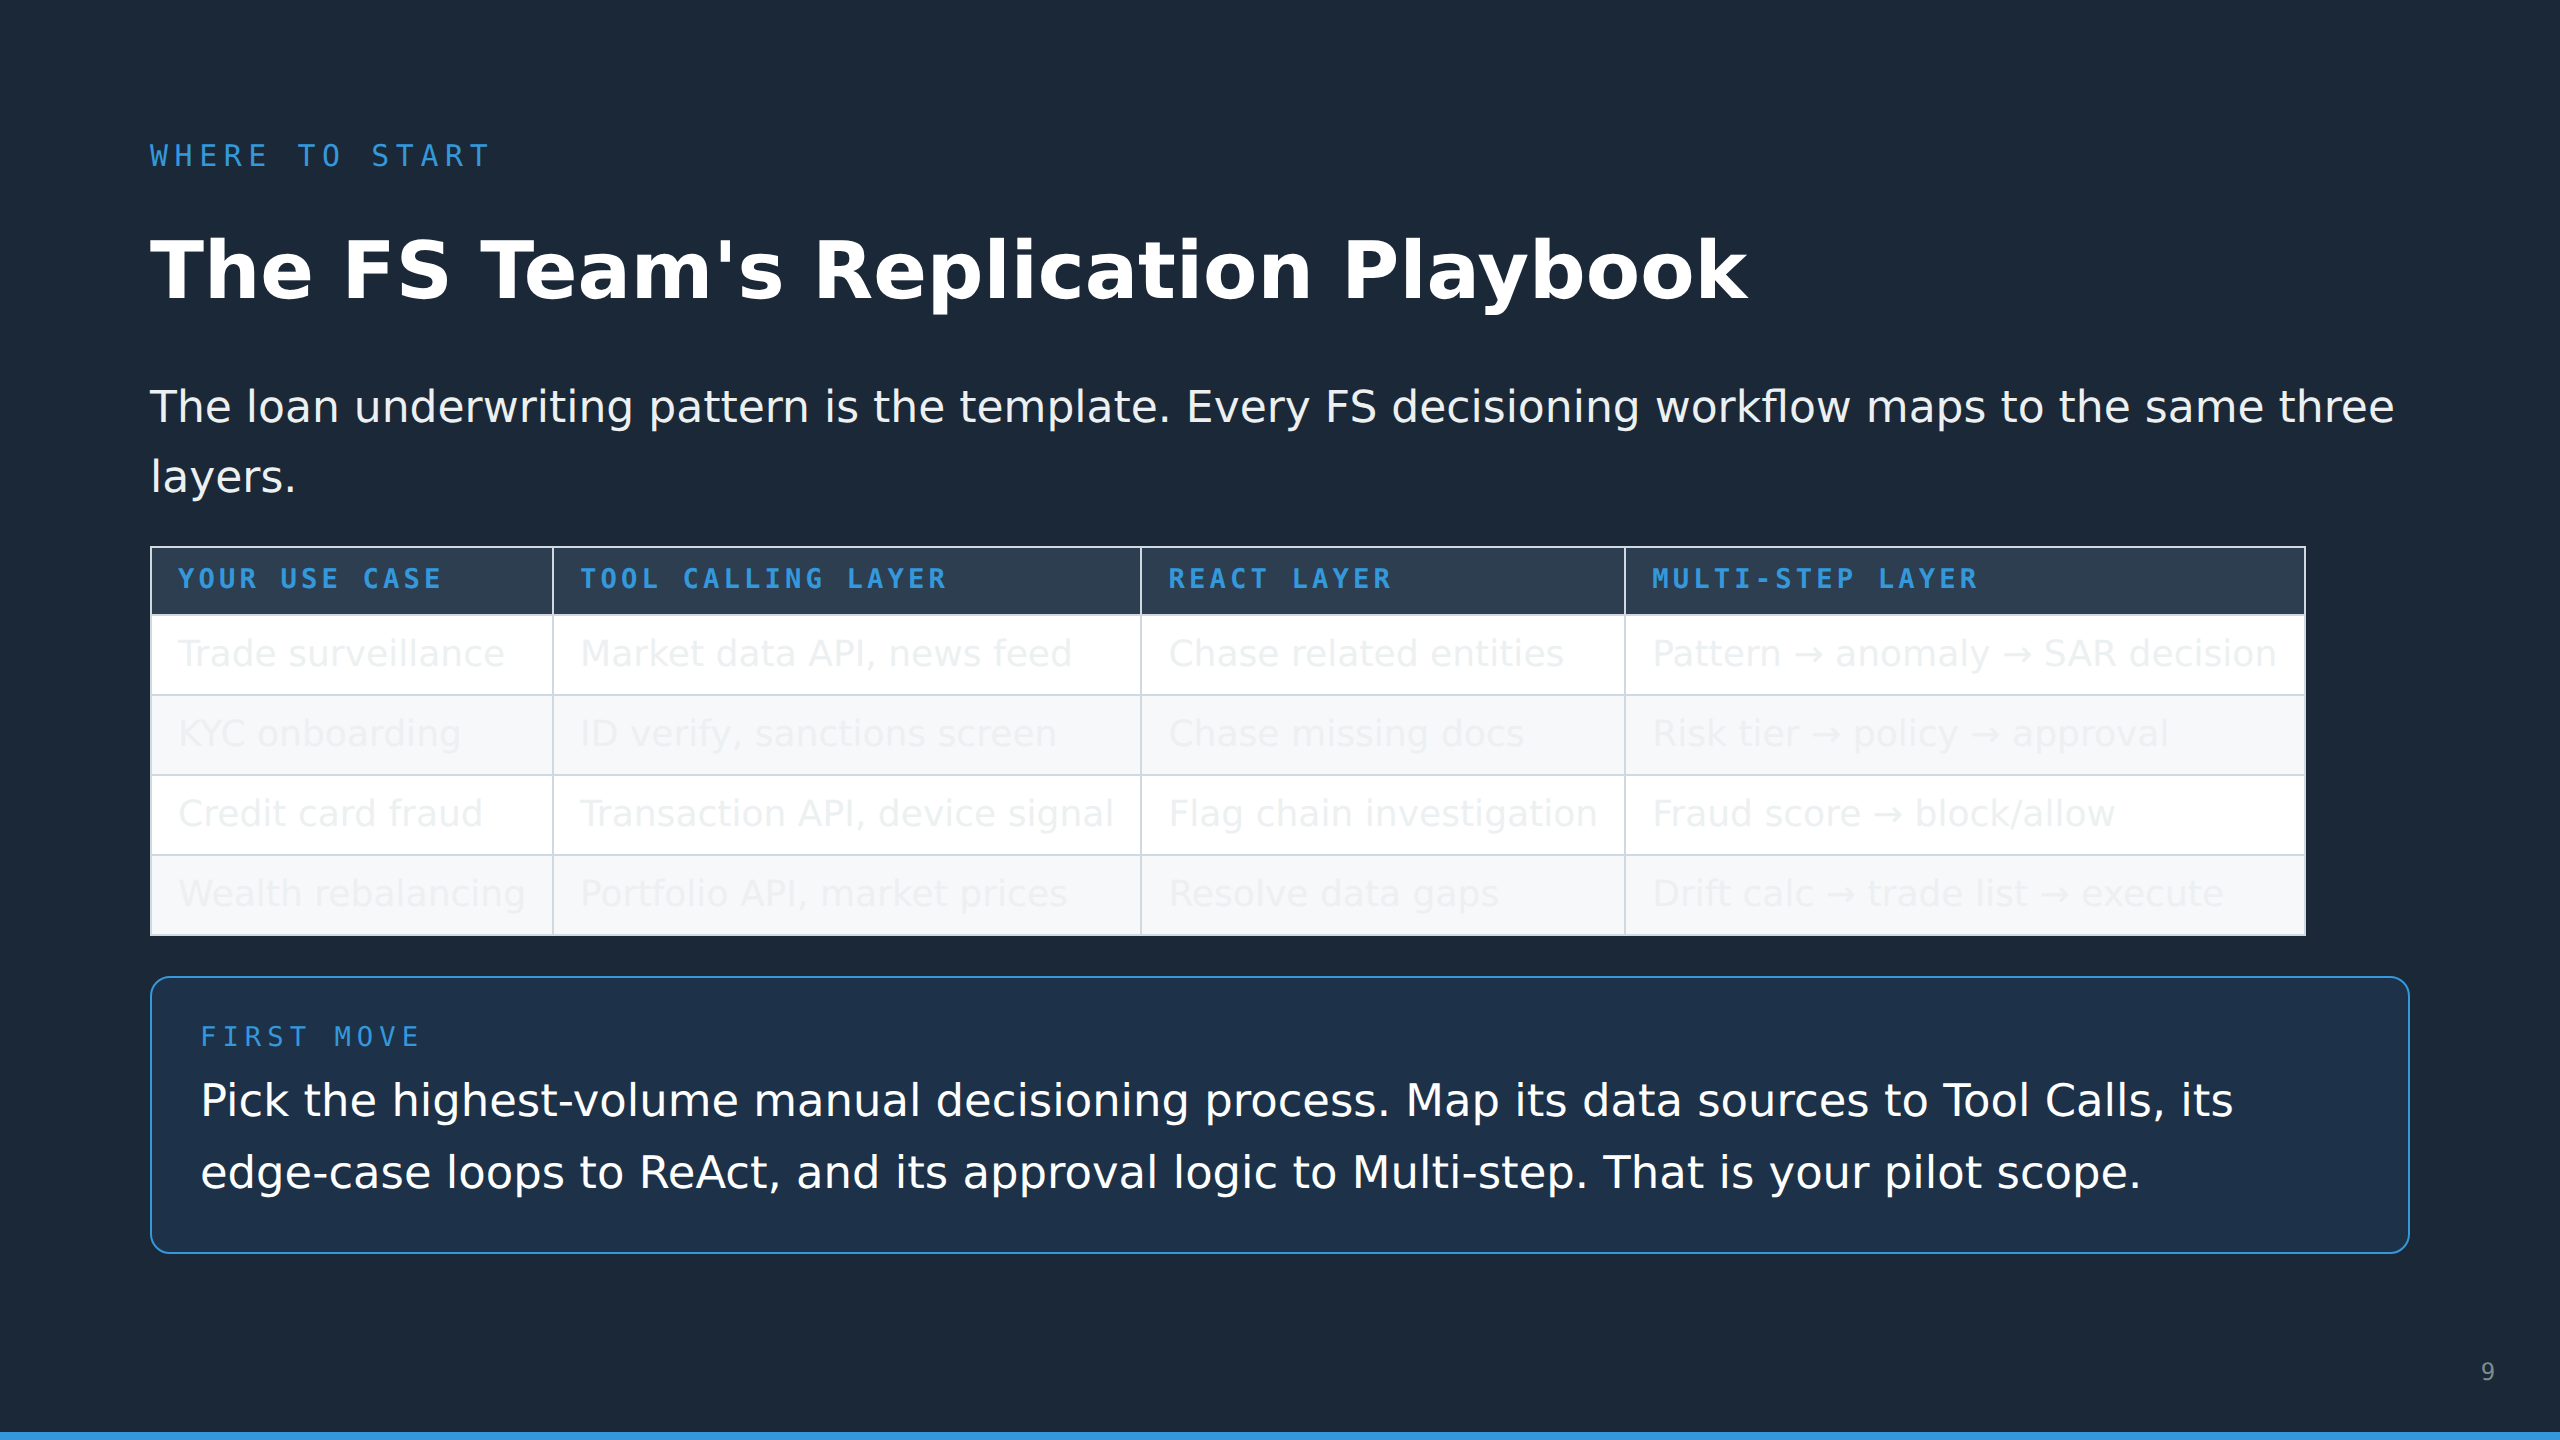 WHERE TO START
The FS Team's Replication Playbook
The loan underwriting pattern is the template. Every FS decisioning workflow maps to the same three
layers.
YOUR USE CASE TOOL CALLING LAYER REACT LAYER MULTI-STEP LAYER
Trade surveillance Market data API, news feed Chase related entities Pattern → anomaly → SAR decision
KYC onboarding ID verify, sanctions screen Chase missing docs Risk tier → policy → approval
Credit card fraud Transaction API, device signal Flag chain investigation Fraud score → block/allow
Wealth rebalancing Portfolio API, market prices Resolve data gaps Drift calc → trade list → execute
FIRST MOVE
Pick the highest-volume manual decisioning process. Map its data sources to Tool Calls, its
edge-case loops to ReAct, and its approval logic to Multi-step. That is your pilot scope.
9